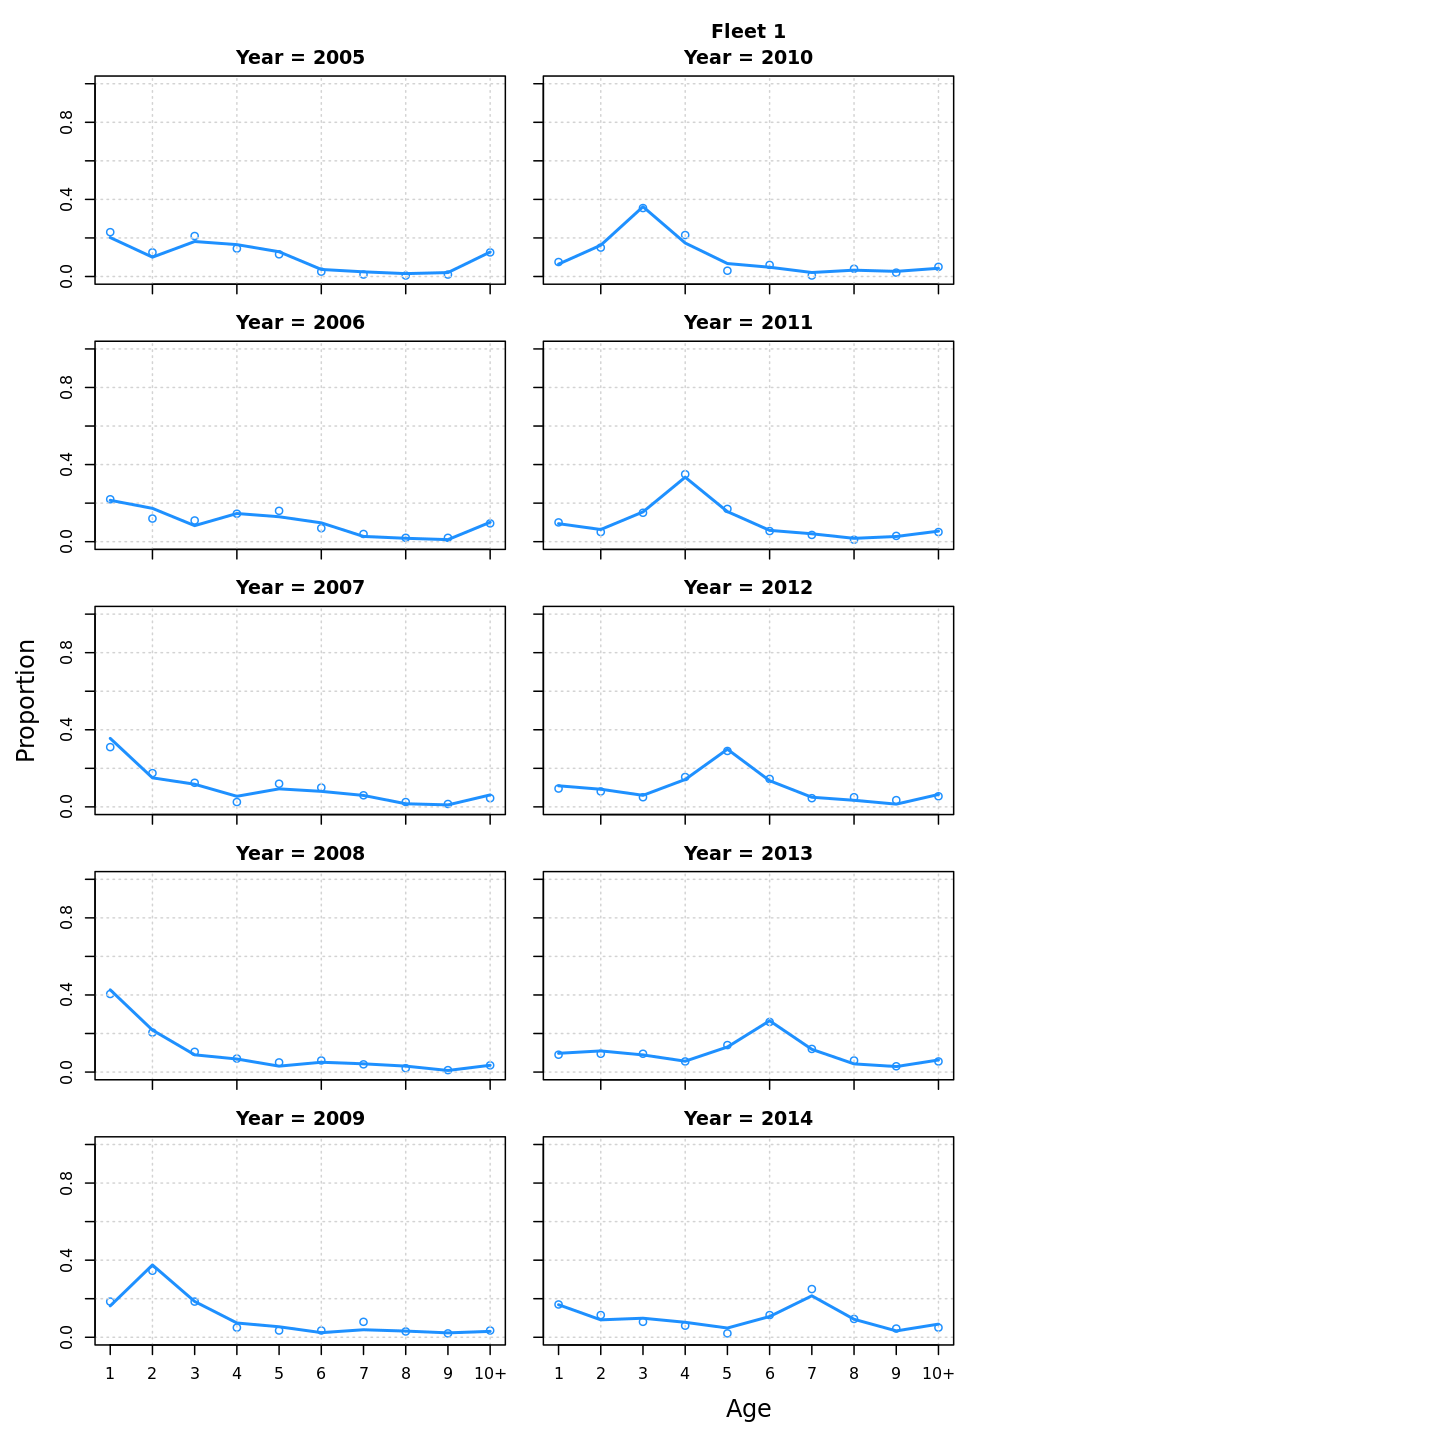 Fleet 1
Year = 2005
Year = 2010
0.0 0.4 0.8
Year = 2006
Year = 2011
0.0 0.4 0.8
Year = 2007
Year = 2012
0.0 0.4 0.8
Proportion
Year = 2008
Year = 2013
0.0 0.4 0.8
Year = 2009
Year = 2014
0.0 0.4 0.8
1 2 3 4 5 6 7 8 9 10+
1 2 3 4 5 6 7 8 9 10+
Age